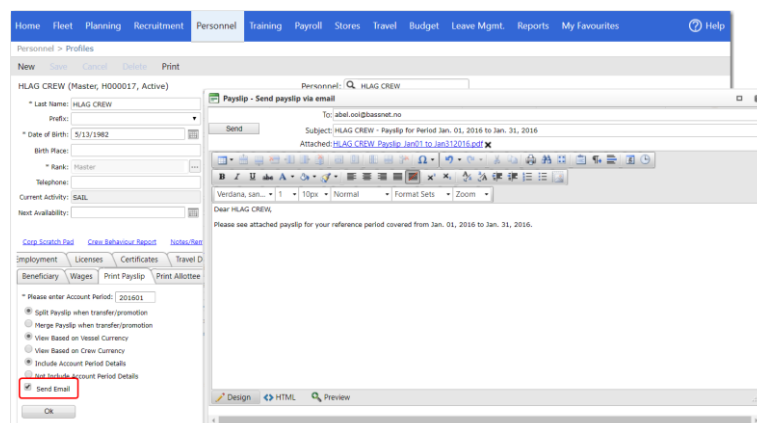 Home Fleet Planning Recruitment Personnel Training Payroll Stores Travel Budget Leave Mgmt. Reports My Favourites Help
Personnel > Profiles
New Save Cancel Delete Print
HLAG CREW (Master, H000017, Active) Personnel: HLAG CREW
* Last Name: HLAG CREW
Prefix:
* Date of Birth: 5/13/1982
Birth Place:
* Rank: Master
Telephone:
Current Activity: SAIL
Next Availability:
Corp Scratch Pad Crew Behaviour Report Notes/Rem
Employment Licenses Certificates Travel D
Beneficiary Wages Print Payslip Print Allottee
* Please enter Account Period: 201601
Split Payslip when transfer/promotion
Merge Payslip when transfer/promotion
View Based on Vessel Currency
View Based on Crew Currency
Include Account Period Details
Not Include Account Period Details
Send Email
Ok
Payslip - Send payslip via email
To: abel.ooi@bassnet.no
Send Subject: HLAG CREW - Payslip for Period Jan. 01, 2016 to Jan. 31, 2016
Attached: HLAG CREW_Payslip_Jan01 to Jan312016.pdf
B I U abc A
Verdana, san... 1 10px Normal Format Sets Zoom
Dear HLAG CREW,
Please see attached payslip for your reference period covered from Jan. 01, 2016 to Jan. 31, 2016.
Design HTML Preview